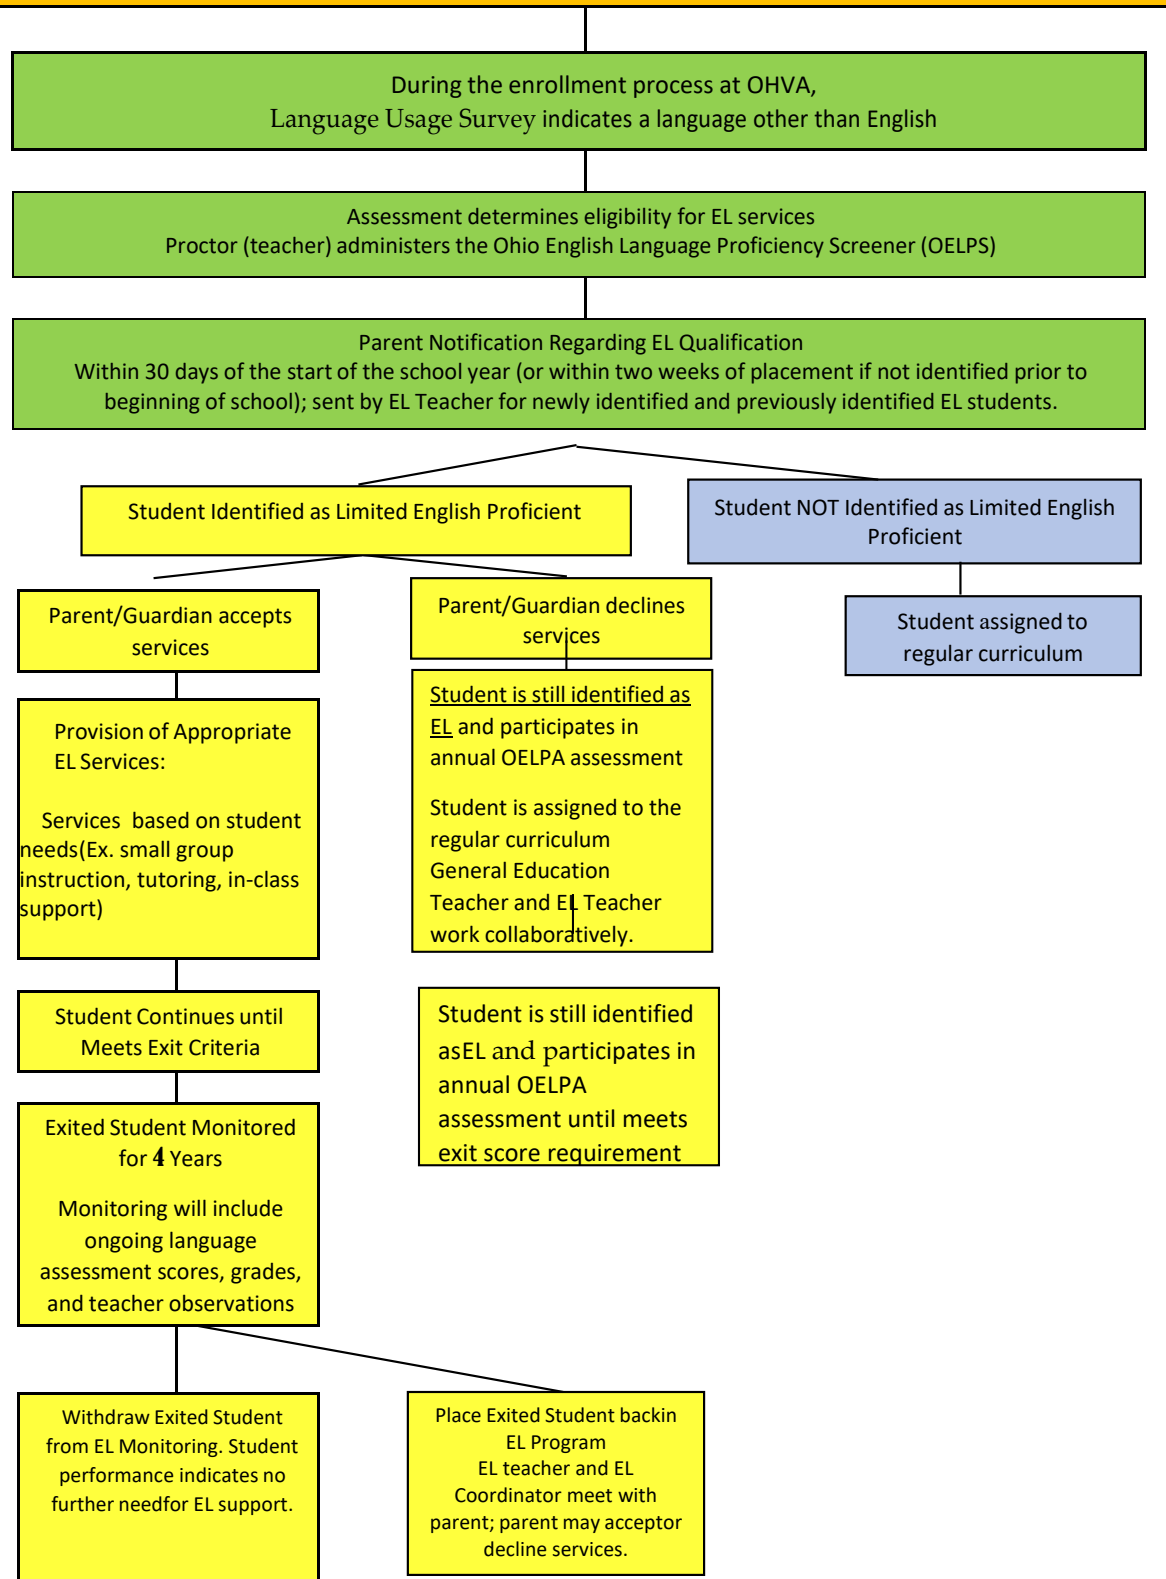 During the enrollment process at OHVA,
Language Usage Survey indicates a language other than English
Assessment determines eligibility for EL services
Proctor (teacher) administers the Ohio English Language Proficiency Screener (OELPS)
Parent Notification Regarding EL Qualification
Within 30 days of the start of the school year (or within two weeks of placement if not identified prior to
beginning of school); sent by EL Teacher for newly identified and previously identified EL students.
Student Identified as Limited English Proficient
Student NOT Identified as Limited English
Proficient
Parent/Guardian accepts
services
Parent/Guardian declines
services
Student assigned to
regular curriculum
Provision of Appropriate
EL Services:
Services based on student
needs(Ex. small group
instruction, tutoring, in-class
support)
Student is still identified as
EL and participates in
annual OELPA assessment
Student is assigned to the
regular curriculum
General Education
Teacher and EL Teacher
work collaboratively.
Student Continues until
Meets Exit Criteria
Student is still identified
asEL and participates in
annual OELPA
assessment until meets
exit score requirement
Exited Student Monitored
for 4 Years
Monitoring will include
ongoing language
assessment scores, grades,
and teacher observations
Withdraw Exited Student
from EL Monitoring. Student
performance indicates no
further needfor EL support.
Place Exited Student backin
EL Program
EL teacher and EL
Coordinator meet with
parent; parent may acceptor
decline services.